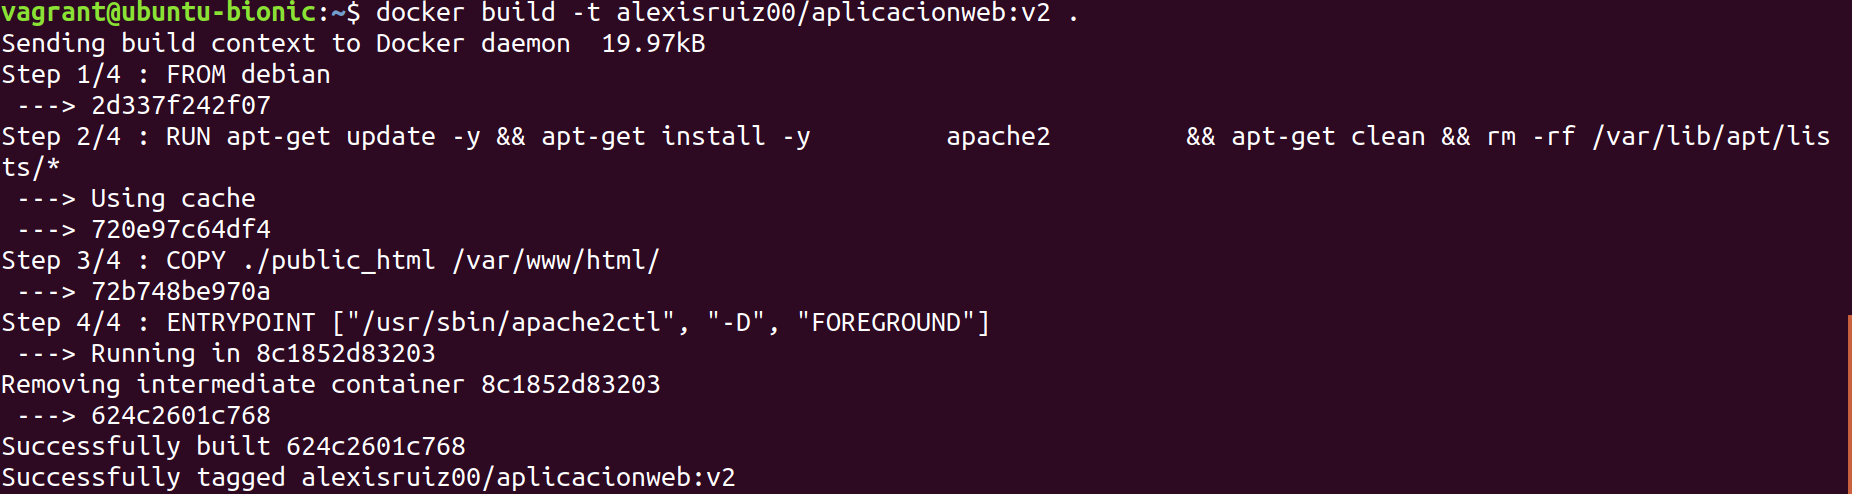 vagrant@ubuntu-bionic:~$ docker build -t alexisruiz00/aplicacionweb:v2 .
Sending build context to Docker daemon  19.97kB
Step 1/4 : FROM debian
 ---> 2d337f242f07
Step 2/4 : RUN apt-get update -y && apt-get install -y         apache2         && apt-get clean && rm -rf /var/lib/apt/lis
ts/*
 ---> Using cache
 ---> 720e97c64df4
Step 3/4 : COPY ./public_html /var/www/html/
 ---> 72b748be970a
Step 4/4 : ENTRYPOINT ["/usr/sbin/apache2ctl", "-D", "FOREGROUND"]
 ---> Running in 8c1852d83203
Removing intermediate container 8c1852d83203
 ---> 624c2601c768
Successfully built 624c2601c768
Successfully tagged alexisruiz00/aplicacionweb:v2